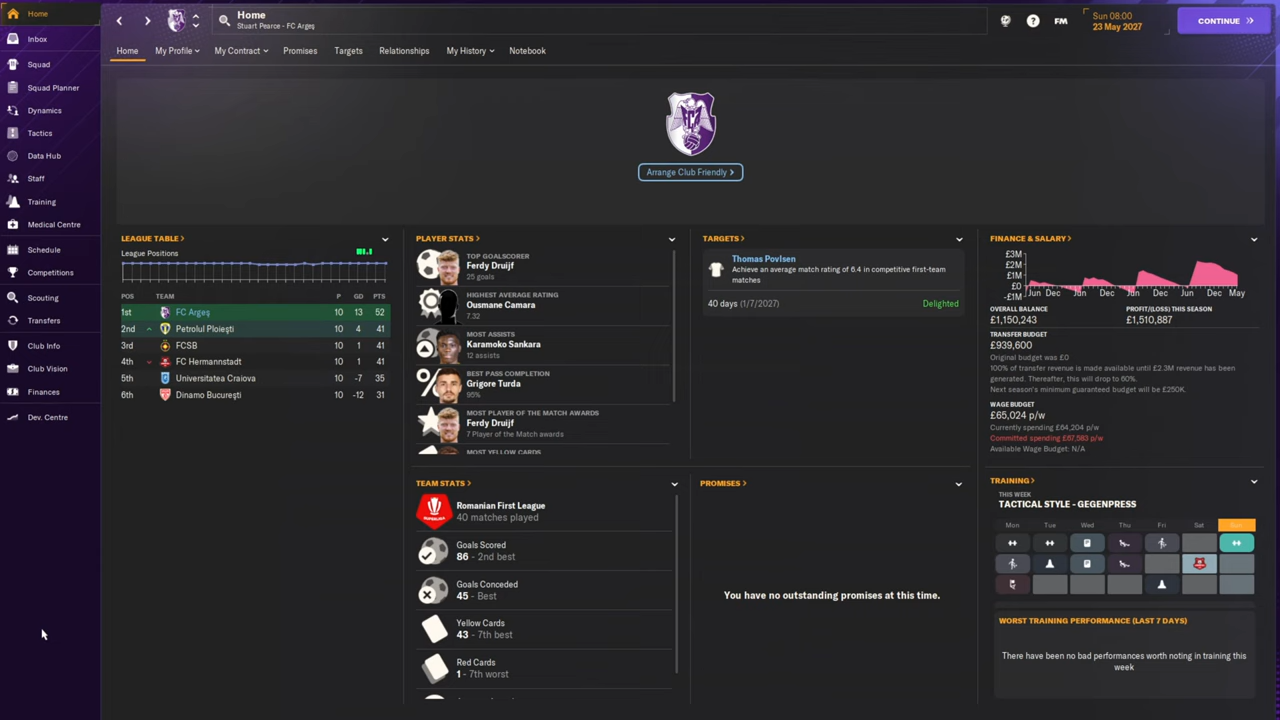 Home
Inbox
Squad
Squad Planner
Dynamics
Tactics
Data Hub
Staff
Training
Medical Centre
Schedule
Competitions
Scouting
Transfers
Club Info
Club Vision
Finances
Dev. Centre
Home
Stuart Pearce - FC Argeş
?
FM
Sun 08:00
23 May 2027
CONTINUE
Home My Profile My Contract Promises Targets Relationships My History Notebook
Arrange Club Friendly
LEAGUE TABLE
League Positions
POS TEAM P GD PTS
1st FC Argeş 10 13 52
2nd Petrolul Ploieşti 10 4 41
3rd FCSB 10 1 41
4th FC Hermannstadt 10 1 41
5th Universitatea Craiova 10 -7 35
6th Dinamo Bucureşti 10 -12 31
PLAYER STATS
TOP GOALSCORER
Ferdy Druijf
25 goals
HIGHEST AVERAGE RATING
Ousmane Camara
7.32
MOST ASSISTS
Karamoko Sankara
12 assists
BEST PASS COMPLETION
Grigore Turda
95%
MOST PLAYER OF THE MATCH AWARDS
Ferdy Druijf
7 Player of the Match awards
MOST YELLOW CARDS
TEAM STATS
Romanian First League
40 matches played
Goals Scored
86 - 2nd best
Goals Conceded
45 - Best
Yellow Cards
43 - 7th best
Red Cards
1 - 7th worst
TARGETS
Thomas Povlsen
Achieve an average match rating of 6.4 in competitive first-team
matches
40 days (1/7/2027) Delighted
PROMISES
You have no outstanding promises at this time.
FINANCE & SALARY
£3M
£2M
£1M
£0
-£1M
Jun Dec Jun Dec Jun Dec Jun Dec May
OVERALL BALANCE PROFIT/(LOSS) THIS SEASON
£1,150,243 £1,510,887
TRANSFER BUDGET
£939,600
Original budget was £0
100% of transfer revenue is made available until £2.3M revenue has been
generated. Thereafter, this will drop to 60%.
Next season's minimum guaranteed budget will be £250K.
WAGE BUDGET
£65,024 p/w
Currently spending £64,204 p/w
Committed spending £67,583 p/w
Available Wage Budget: N/A
TRAINING
THIS WEEK
TACTICAL STYLE - GEGENPRESS
Mon Tue Wed Thu Fri Sat Sun
WORST TRAINING PERFORMANCE (LAST 7 DAYS)
There have been no bad performances worth noting in training this
week